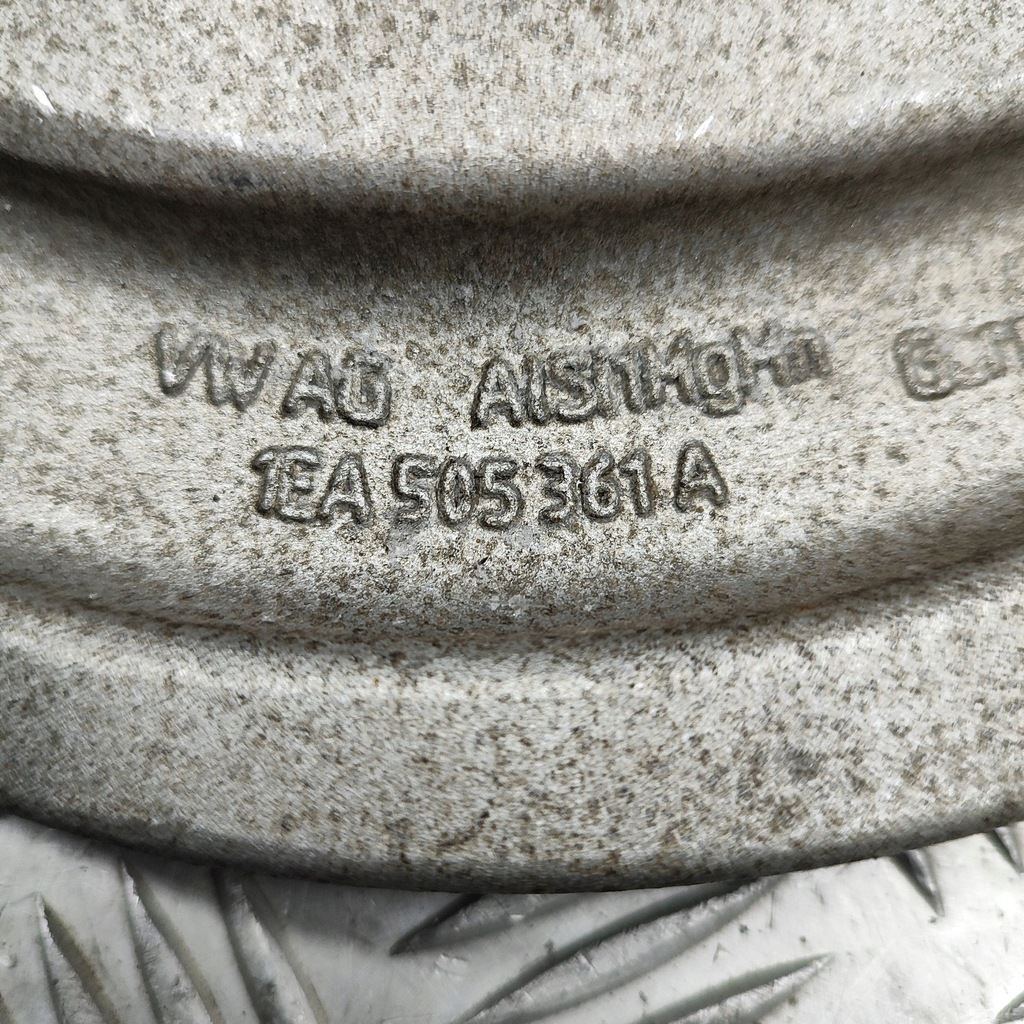 VW AG AlSi1MgMn
1EA 505 361 A